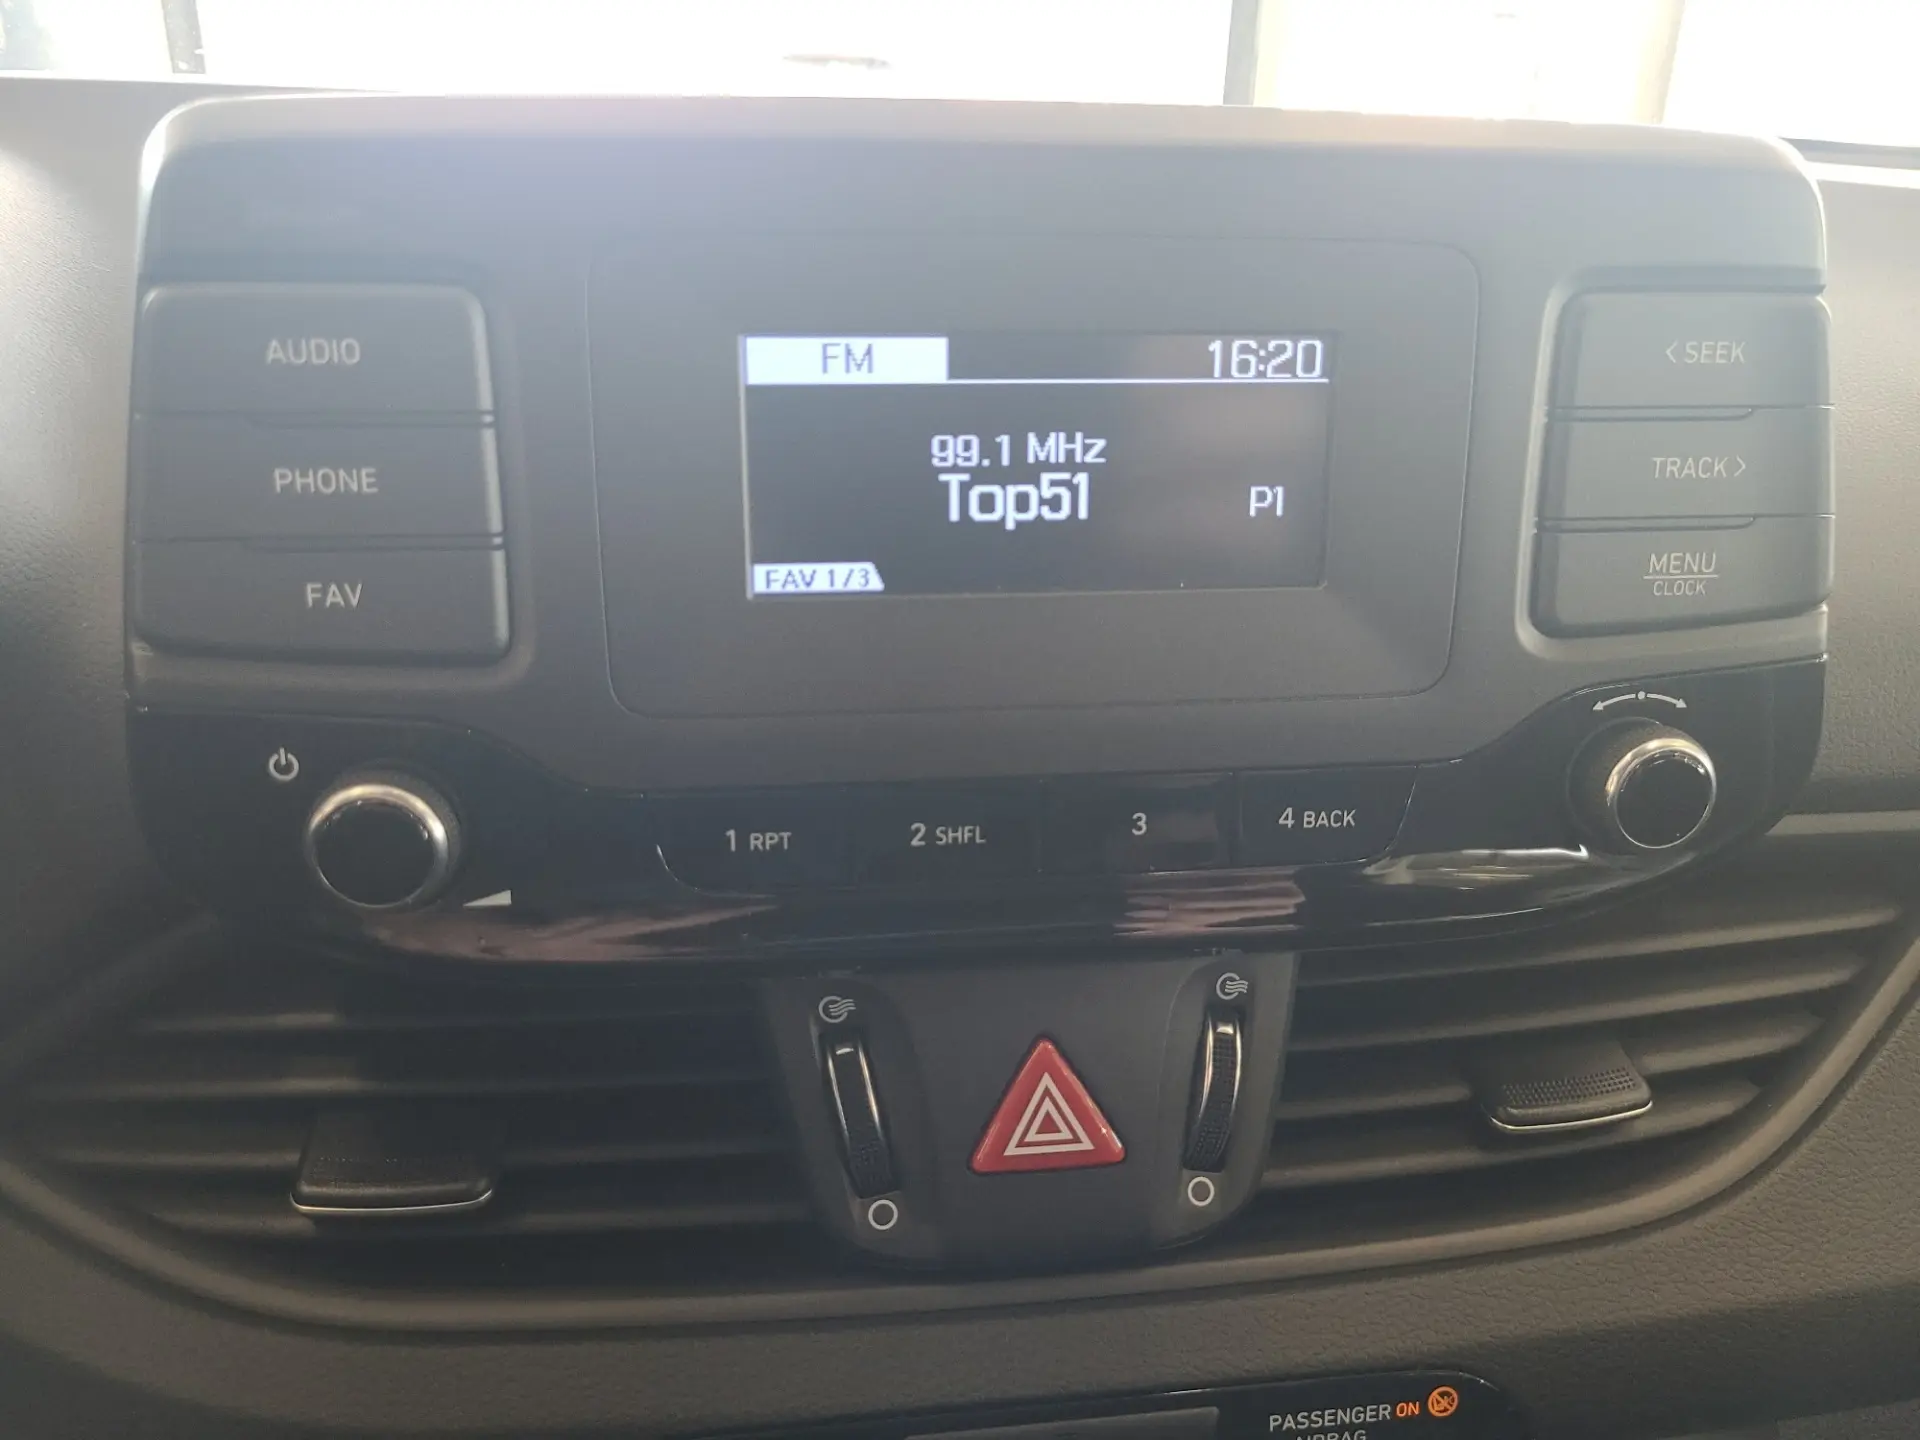 FM 16:20
99.1 MHz
Top51 P1
FAV 1/3
AUDIO
PHONE
FAV
<SEEK
TRACK>
MENU
CLOCK
1 RPT
2 SHFL
3
4 BACK
PASSENGER ON
AIRBAG